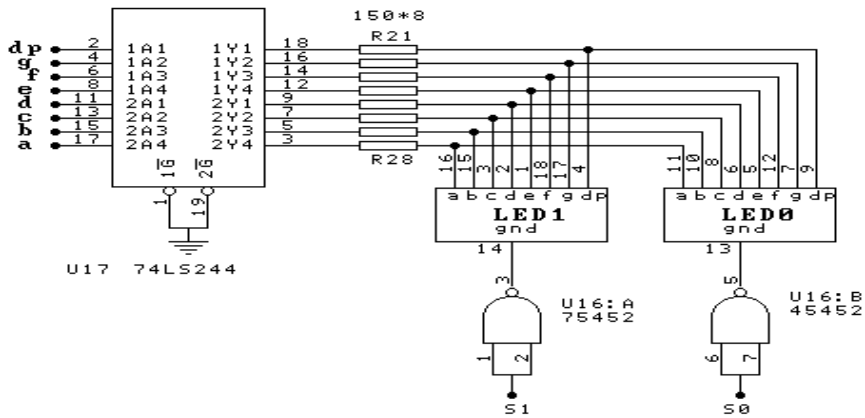 150*8
R21
dp 2 1A1 1Y1 18
g 4 1A2 1Y2 16
f 6 1A3 1Y3 14
e 8 1A4 1Y4 12
d 11 2A1 2Y1 9
c 13 2A2 2Y2 7
b 15 2A3 2Y3 5
a 17 2A4 2Y4 3
R28
1G 2G
1 19
U17 74LS244
16 15 3 2 1 18 17 4
a b c d e f g dp
LED1
gnd
14
3
U16:A
75452
1 2
S1
11 10 8 6 5 12 7 9
a b c d e f g dp
LED0
gnd
13
5
U16:B
45452
6 7
S0